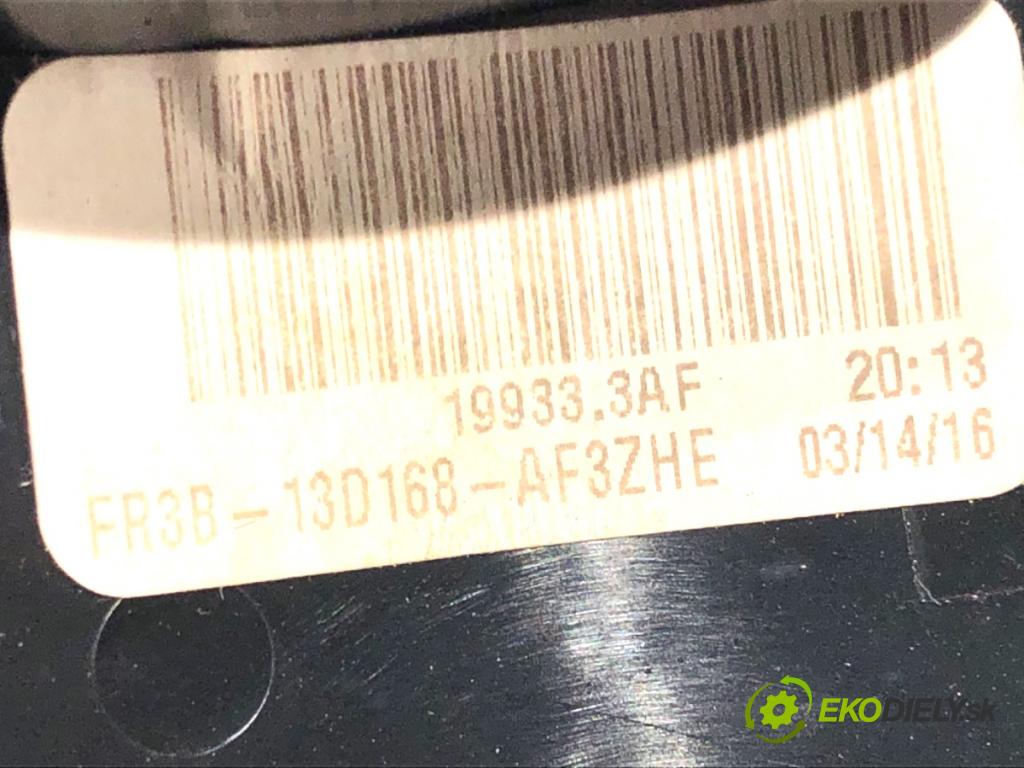 19933.3AF 20:13
FR3B-13D168-AF3ZHE 03/14/16
EKODIELY.sk